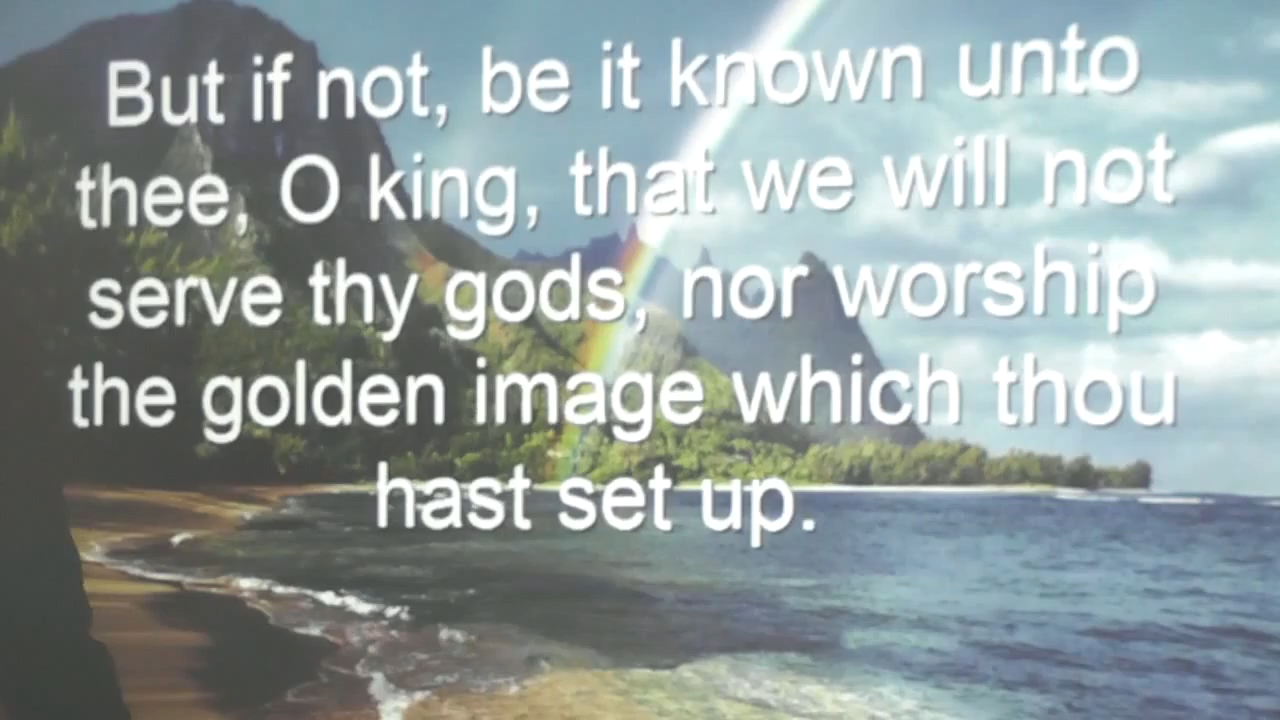 But if not, be it known unto
thee, O king, that we will not
serve thy gods, nor worship
the golden image which thou
hast set up.